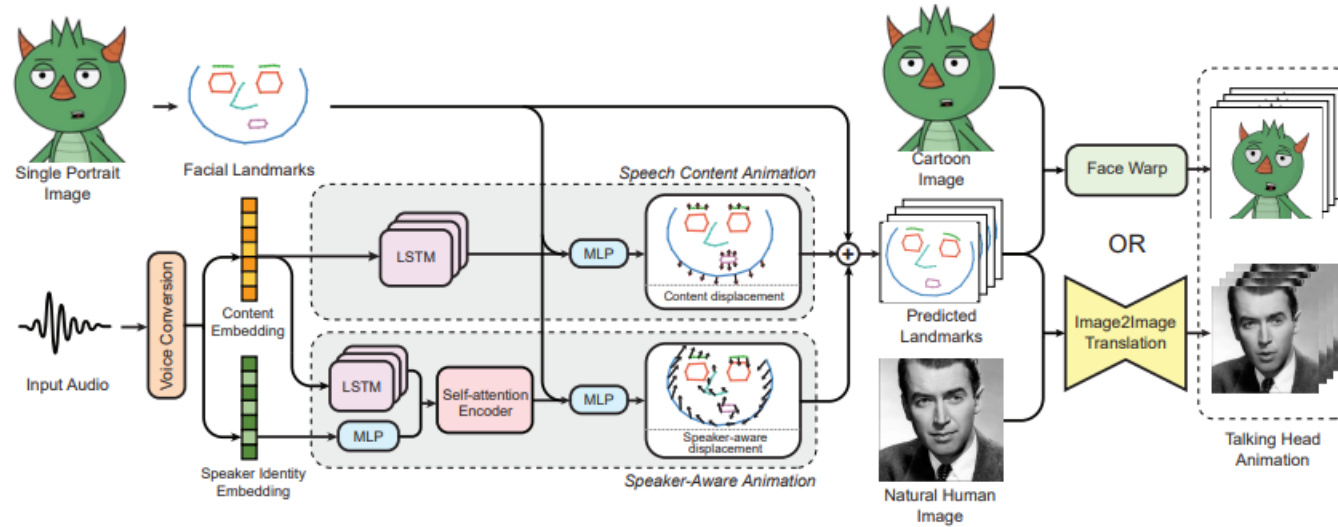 Single Portrait
Image
Facial Landmarks
Input Audio
Voice Conversion
Content
Embedding
Speaker Identity
Embedding
Speech Content Animation
LSTM
MLP
Content displacement
LSTM
MLP
Self-attention
Encoder
MLP
Speaker-aware
displacement
Speaker-Aware Animation
+
Cartoon
Image
Predicted
Landmarks
Natural Human
Image
Face Warp
OR
Image2Image
Translation
Talking Head
Animation